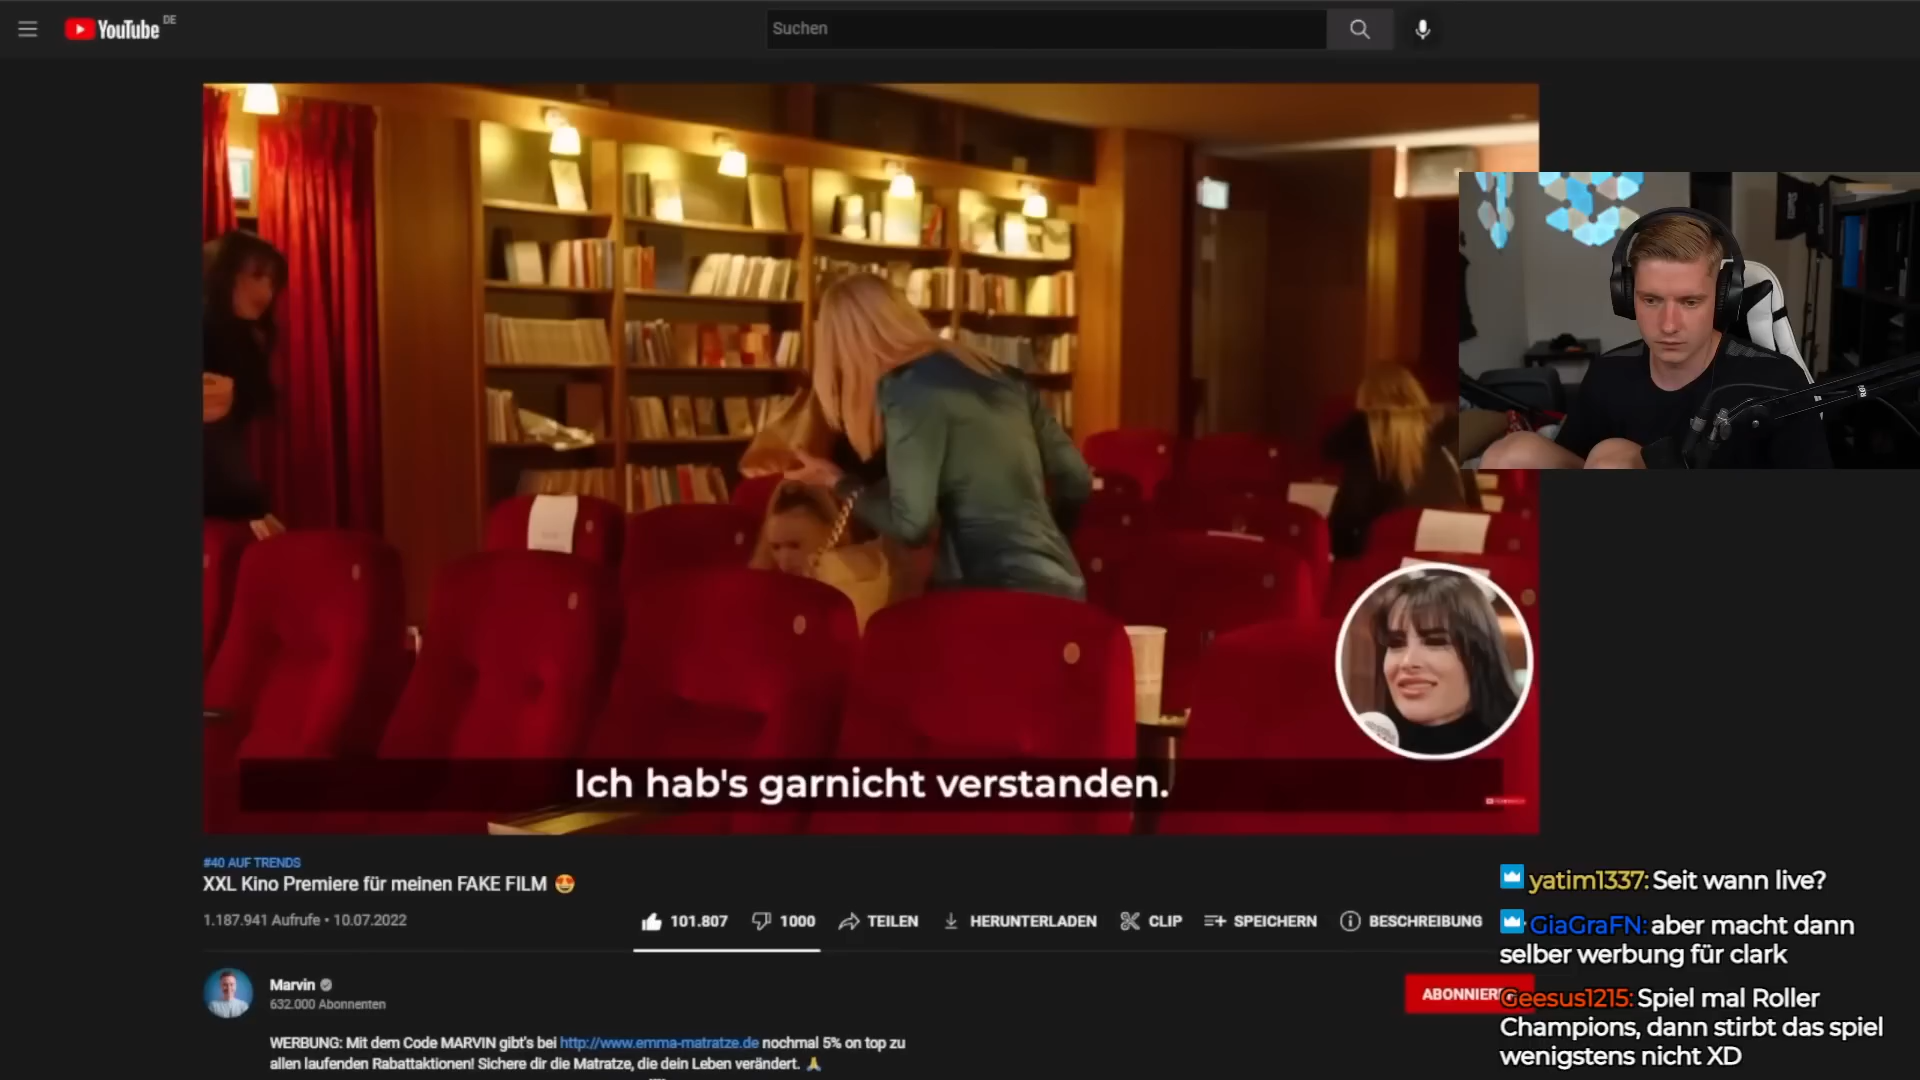 YouTube DE
Suchen
Ich hab's garnicht verstanden.
#40 AUF TRENDS
XXL Kino Premiere für meinen FAKE FILM
1.187.941 Aufrufe • 10.07.2022
101.807
1000
TEILEN
HERUNTERLADEN
CLIP
SPEICHERN
BESCHREIBUNG
Marvin
632.000 Abonnenten
ABONNIERT
WERBUNG: Mit dem Code MARVIN gibt's bei http://www.emma-matratze.de nochmal 5% on top zu
allen laufenden Rabattaktionen! Sichere dir die Matratze, die dein Leben verändert.
yatim1337: Seit wann live?
GiaGraFN: aber macht dann
selber werbung für clark
Geesus1215: Spiel mal Roller
Champions, dann stirbt das spiel
wenigstens nicht XD